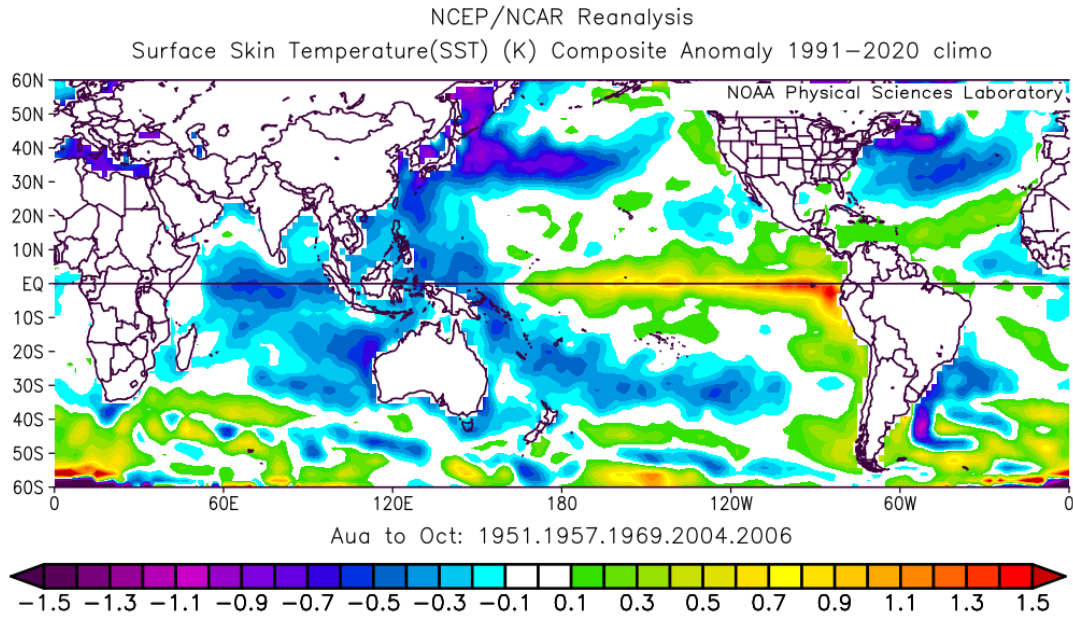 NCEP/NCAR Reanalysis
Surface Skin Temperature(SST) (K) Composite Anomaly 1991-2020 climo
NOAA Physical Sciences Laboratory
60N
50N
40N
30N
20N
10N
EQ
10S
20S
30S
40S
50S
60S
0 60E 120E 180 120W 60W 0
Aug to Oct: 1951,1957,1969,2004,2006
-1.5 -1.3 -1.1 -0.9 -0.7 -0.5 -0.3 -0.1 0.1 0.3 0.5 0.7 0.9 1.1 1.3 1.5